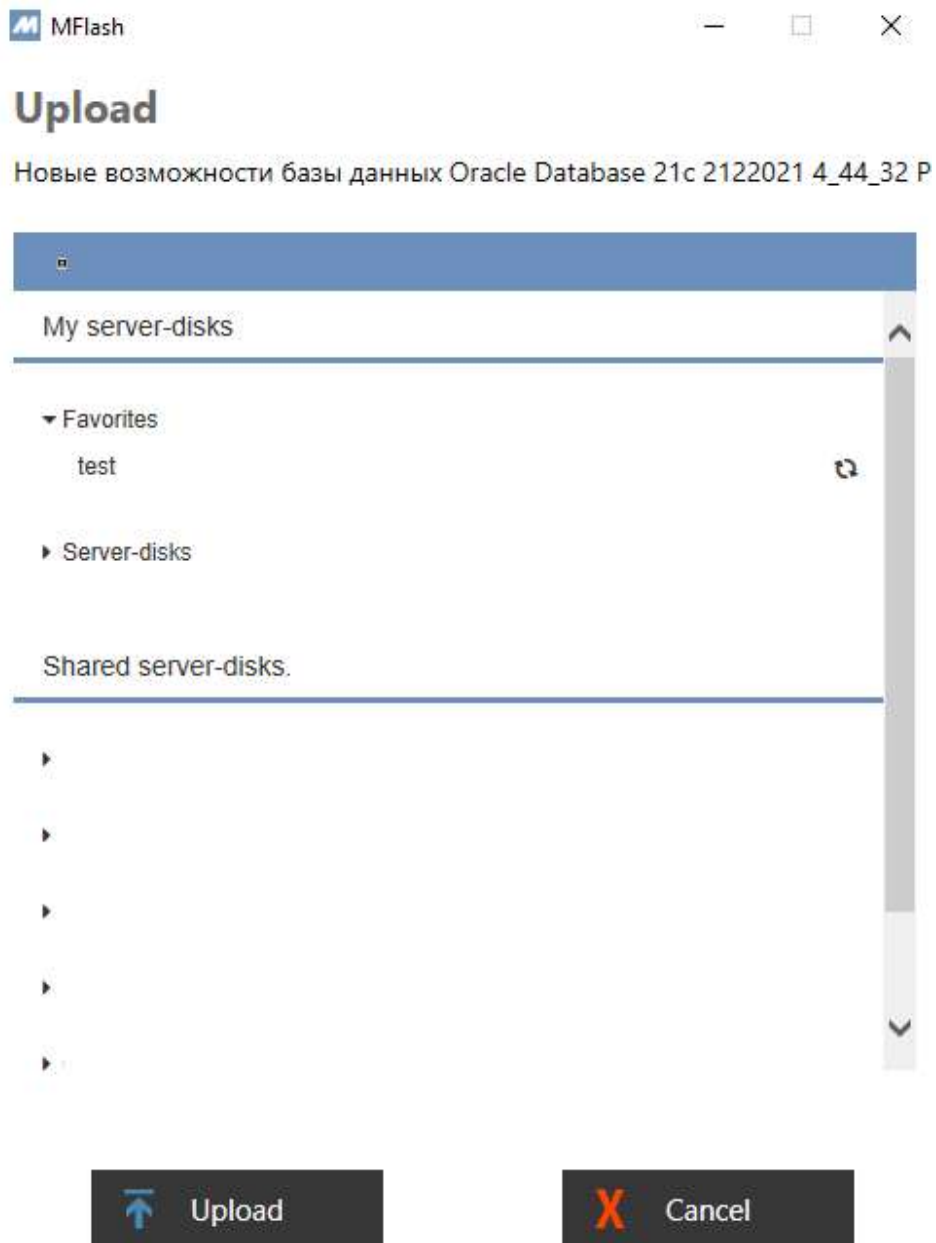 MFlash
Upload
Новые возможности базы данных Oracle Database 21c 2122021 4_44_32 P
My server-disks
Favorites
test
Server-disks
Shared server-disks.
Upload
X Cancel